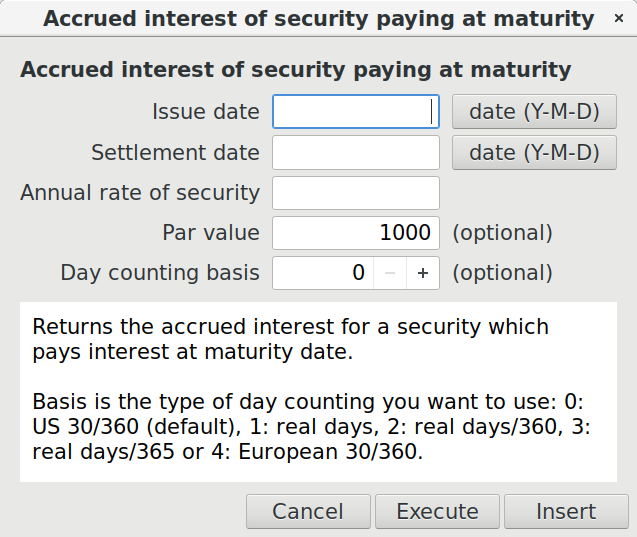 Accrued interest of security paying at maturity ×
Accrued interest of security paying at maturity
Issue date date (Y-M-D)
Settlement date date (Y-M-D)
Annual rate of security
Par value 1000 (optional)
Day counting basis 0 − + (optional)
Returns the accrued interest for a security which
pays interest at maturity date.
Basis is the type of day counting you want to use: 0:
US 30/360 (default), 1: real days, 2: real days/360, 3:
real days/365 or 4: European 30/360.
Cancel Execute Insert